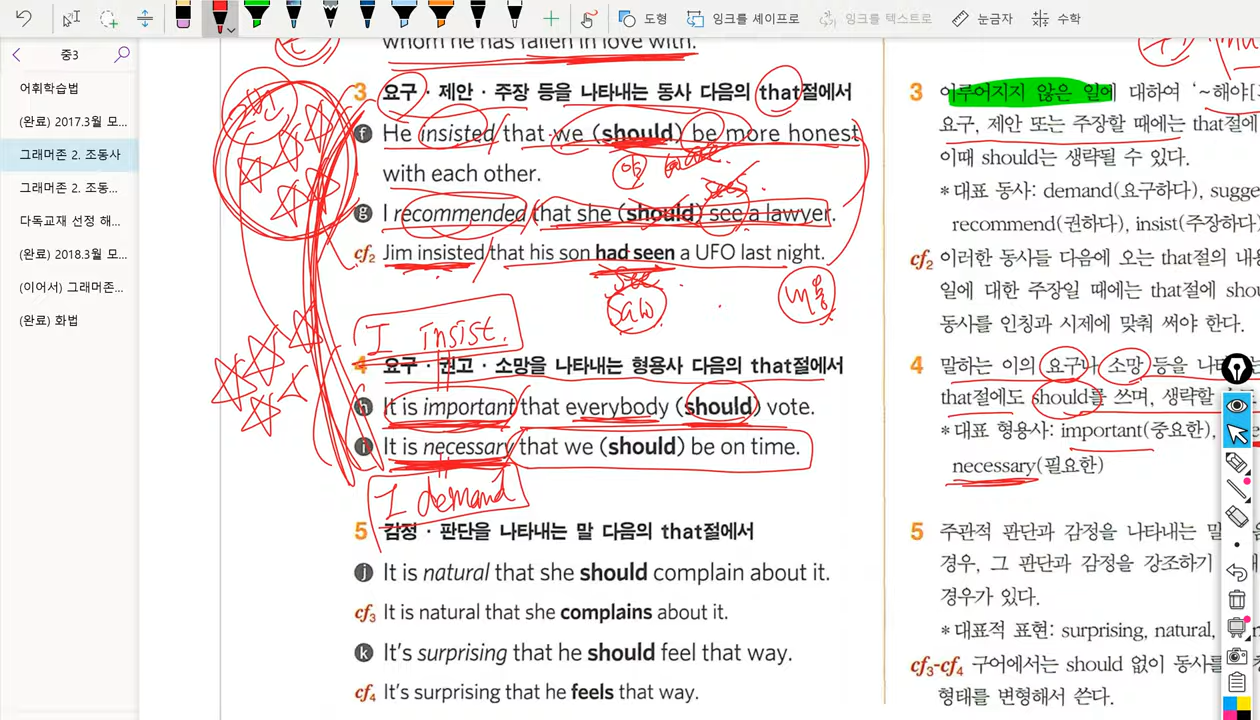 도형
잉크를 셰이프로
잉크를 텍스트로
눈금자
수학
중3
어휘학습법
(완료) 2017.3월 모...
그래머존 2. 조동사
그래머존 2. 조동...
다독교재 선정 해...
(완료) 2018.3월 모...
(이어서) 그래머존...
(완료) 화법
whom he has fallen in love with.
3 요구 · 제안 · 주장 등을 나타내는 동사 다음의 that절에서
f He insisted that we (should) be more honest
with each other.
g I recommended that she (should) see a lawyer.
cf2 Jim insisted that his son had seen a UFO last night.
see
saw
I insist.
4 요구 · 권고 · 소망을 나타내는 형용사 다음의 that절에서
h It is important that everybody (should) vote.
i It is necessary that we (should) be on time.
I demand
5 감정 · 판단을 나타내는 말 다음의 that절에서
j It is natural that she should complain about it.
cf3 It is natural that she complains about it.
k It's surprising that he should feel that way.
cf4 It's surprising that he feels that way.
3 이루어지지 않은 일에 대하여 '~해야
요구, 제안 또는 주장할 때에는 that절에
이때 should는 생략될 수 있다.
* 대표 동사: demand(요구하다), sugge
recommend(권하다), insist(주장하다)
cf2 이러한 동사들 다음에 오는 that절의 내용
일에 대한 주장일 때에는 that절에 shou
동사를 인칭과 시제에 맞춰 써야 한다.
4 말하는 이의 요구나 소망 등을 나타
that절에도 should를 쓰며, 생략할
* 대표 형용사: important(중요한),
necessary(필요한)
5 주관적 판단과 감정을 나타내는 말
경우, 그 판단과 감정을 강조하기
경우가 있다.
* 대표적 표현: surprising, natural,
cf3-cf4 구어에서는 should 없이 동사를
형태를 변형해서 쓴다.